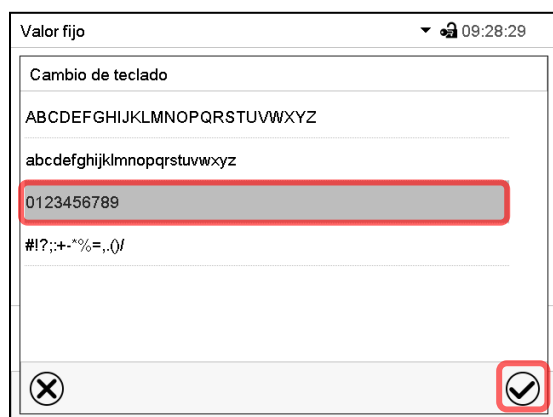 Valor fijo 09:28:29
Cambio de teclado
ABCDEFGHIJKLMNOPQRSTUVWXYZ
abcdefghijklmnopqrstuvwxyz
0123456789
#!?;:+-*%=,.()/